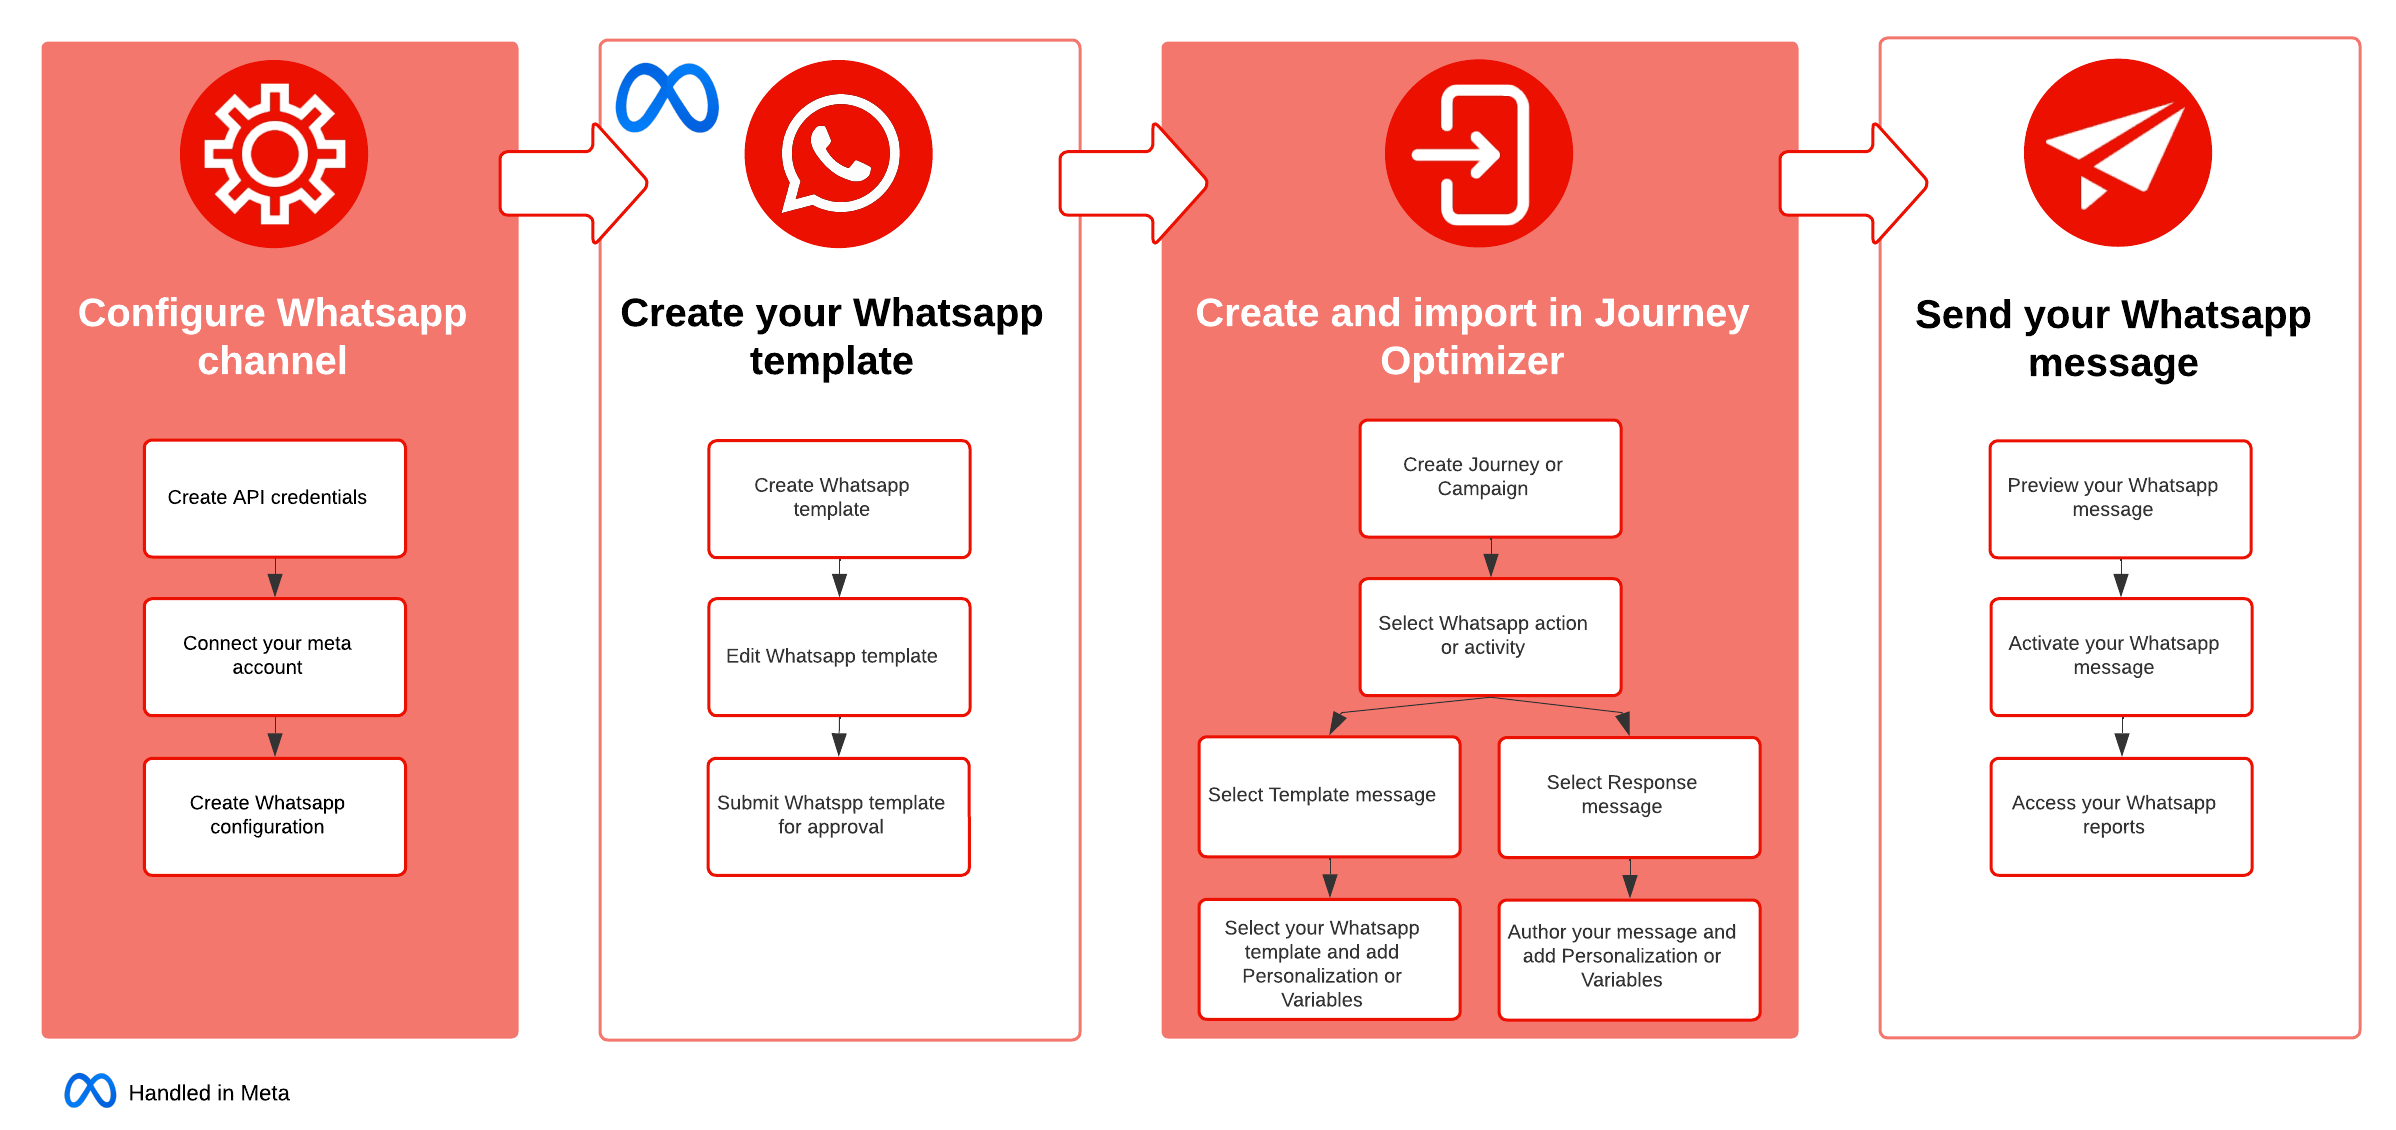 Configure Whatsapp
channel
Create API credentials
Connect your meta
account
Create Whatsapp
configuration
Create your Whatsapp
template
Create Whatsapp
template
Edit Whatsapp template
Submit Whatspp template
for approval
Create and import in Journey
Optimizer
Create Journey or
Campaign
Select Whatsapp action
or activity
Select Template message
Select Response
message
Select your Whatsapp
template and add
Personalization or
Variables
Author your message and
add Personalization or
Variables
Send your Whatsapp
message
Preview your Whatsapp
message
Activate your Whatsapp
message
Access your Whatsapp
reports
Handled in Meta